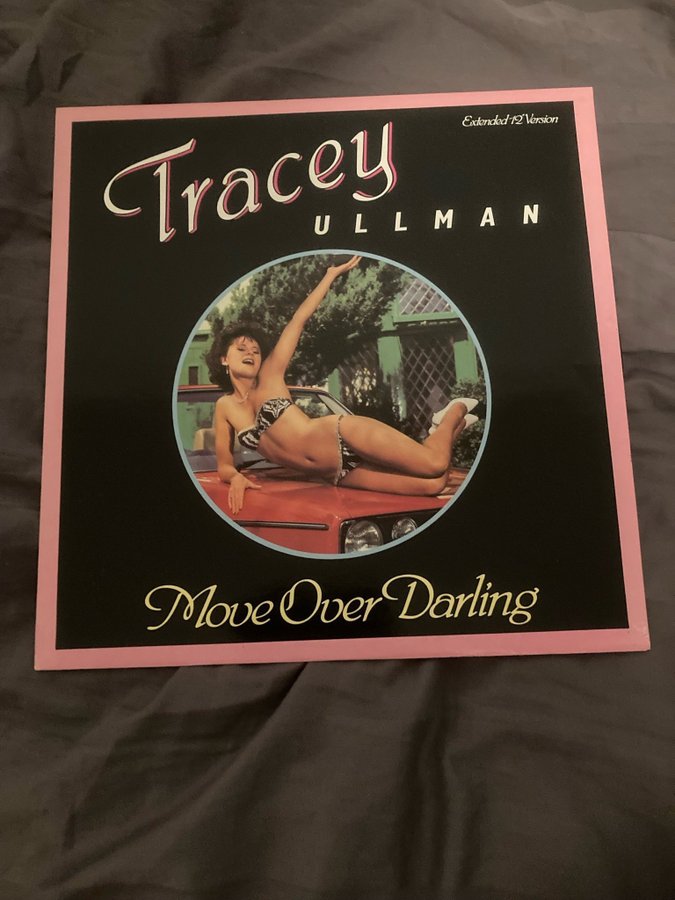 Extended 12" Version
Tracey
ULLMAN
Move Over Darling